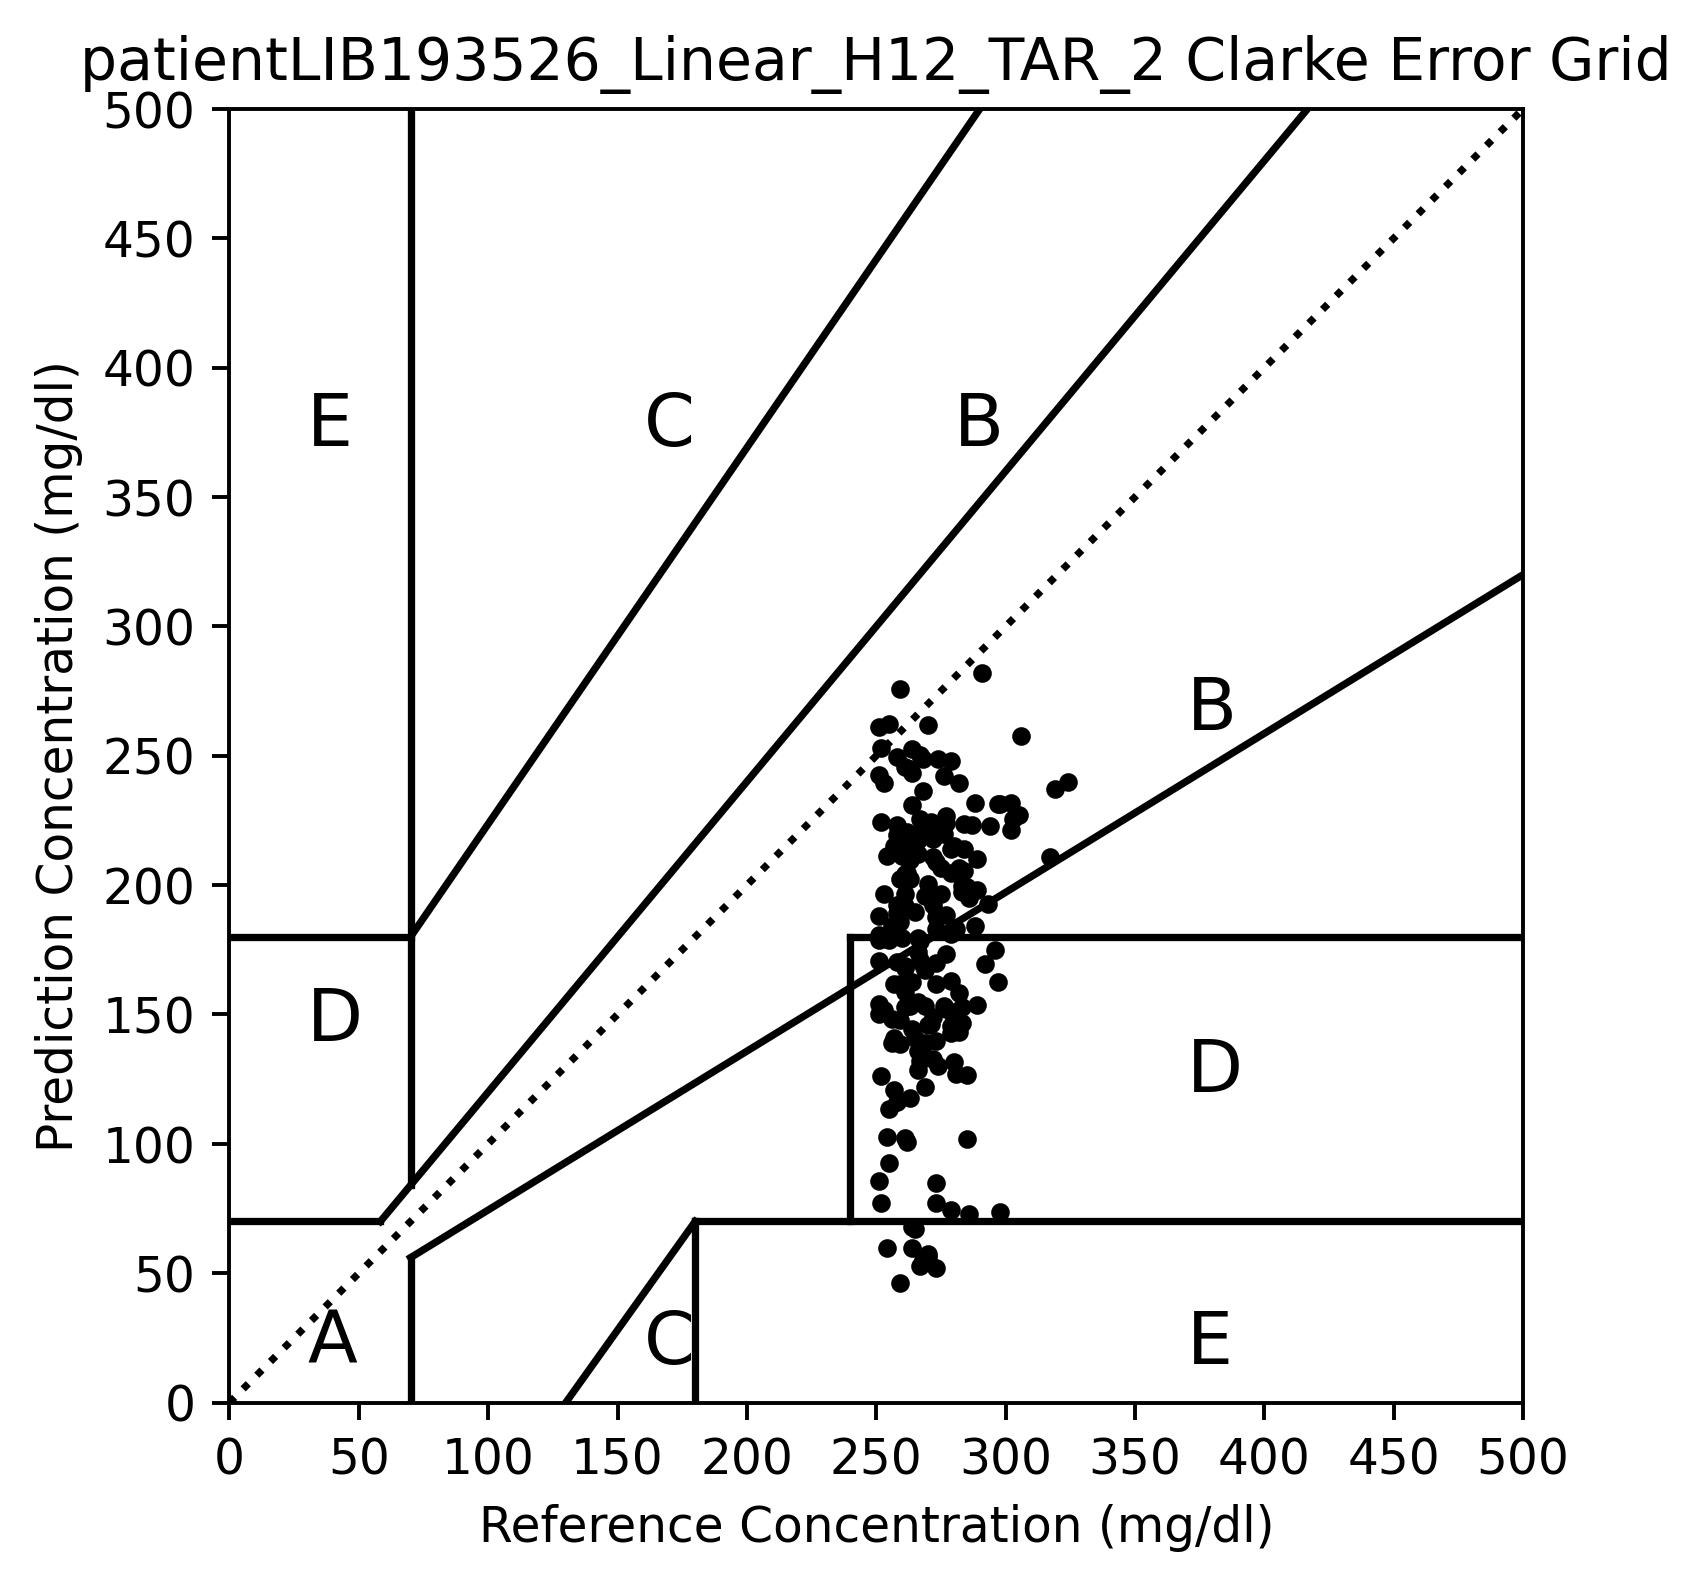 patientLIB193526_Linear_H12_TAR_2 Clarke Error Grid
500
450
400
350
300
250
200
150
100
50
0
Prediction Concentration (mg/dl)
E
C
B
B
D
D
A
C
E
0 50 100 150 200 250 300 350 400 450 500
Reference Concentration (mg/dl)